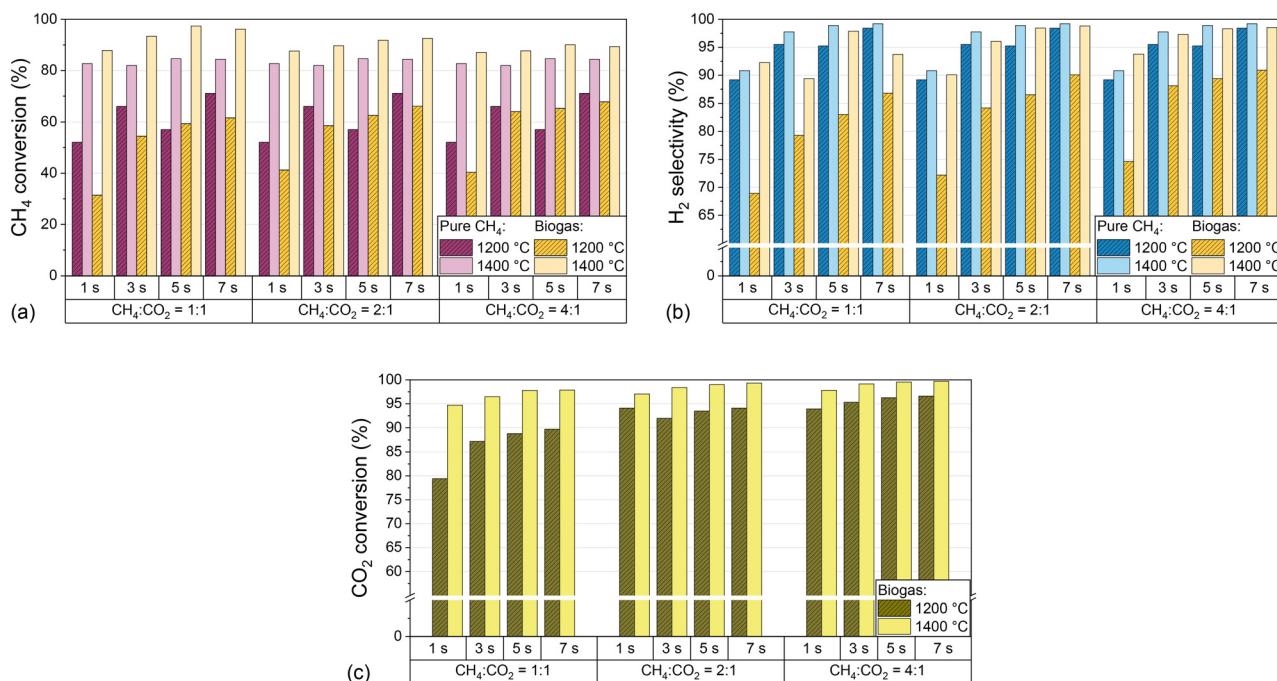 CH₄ conversion (%)
100
80
60
40
20
0
Pure CH₄: Biogas:
1200 °C 1200 °C
1400 °C 1400 °C
1 s 3 s 5 s 7 s 1 s 3 s 5 s 7 s 1 s 3 s 5 s 7 s
CH₄:CO₂ = 1:1 CH₄:CO₂ = 2:1 CH₄:CO₂ = 4:1
(a)
H₂ selectivity (%)
100
95
90
85
80
75
70
65
0
Pure CH₄: Biogas:
1200 °C 1200 °C
1400 °C 1400 °C
1 s 3 s 5 s 7 s 1 s 3 s 5 s 7 s 1 s 3 s 5 s 7 s
CH₄:CO₂ = 1:1 CH₄:CO₂ = 2:1 CH₄:CO₂ = 4:1
(b)
CO₂ conversion (%)
100
95
90
85
80
75
70
65
60
0
Biogas:
1200 °C
1400 °C
1 s 3 s 5 s 7 s 1 s 3 s 5 s 7 s 1 s 3 s 5 s 7 s
CH₄:CO₂ = 1:1 CH₄:CO₂ = 2:1 CH₄:CO₂ = 4:1
(c)